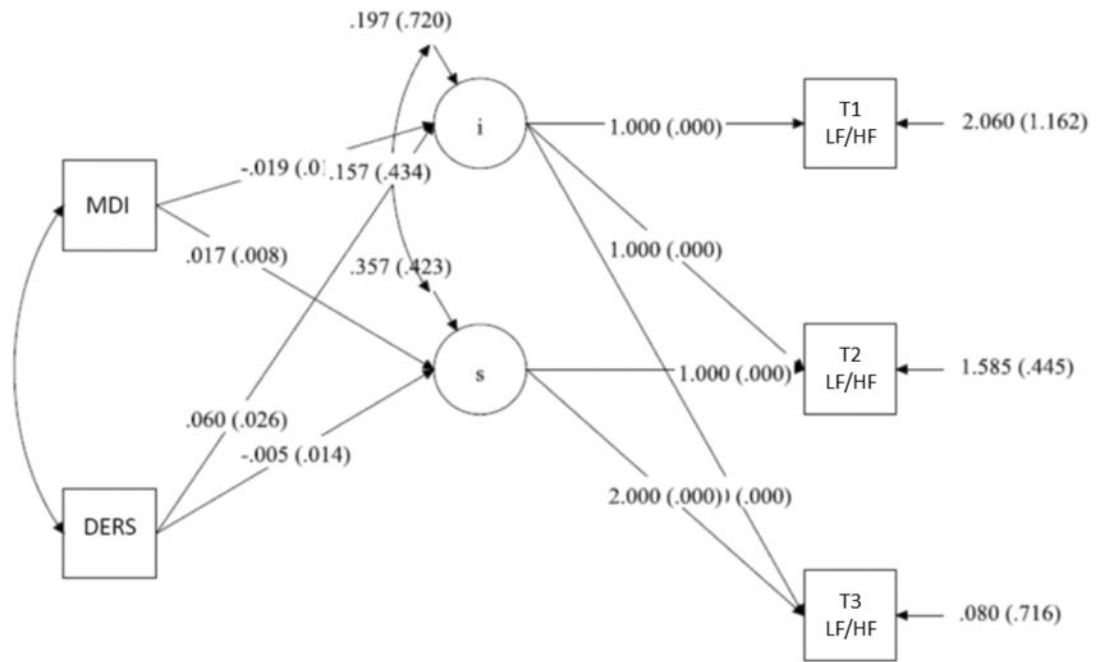 .197 (.720)
i
1.000 (.000)
T1
LF/HF
2.060 (1.162)
-.019
.157 (.434)
MDI
.017 (.008)
1.000 (.000)
.357 (.423)
s
1.000 (.000)
T2
LF/HF
1.585 (.445)
.060 (.026)
-.005 (.014)
2.000 (.000)
(.000)
DERS
T3
LF/HF
.080 (.716)